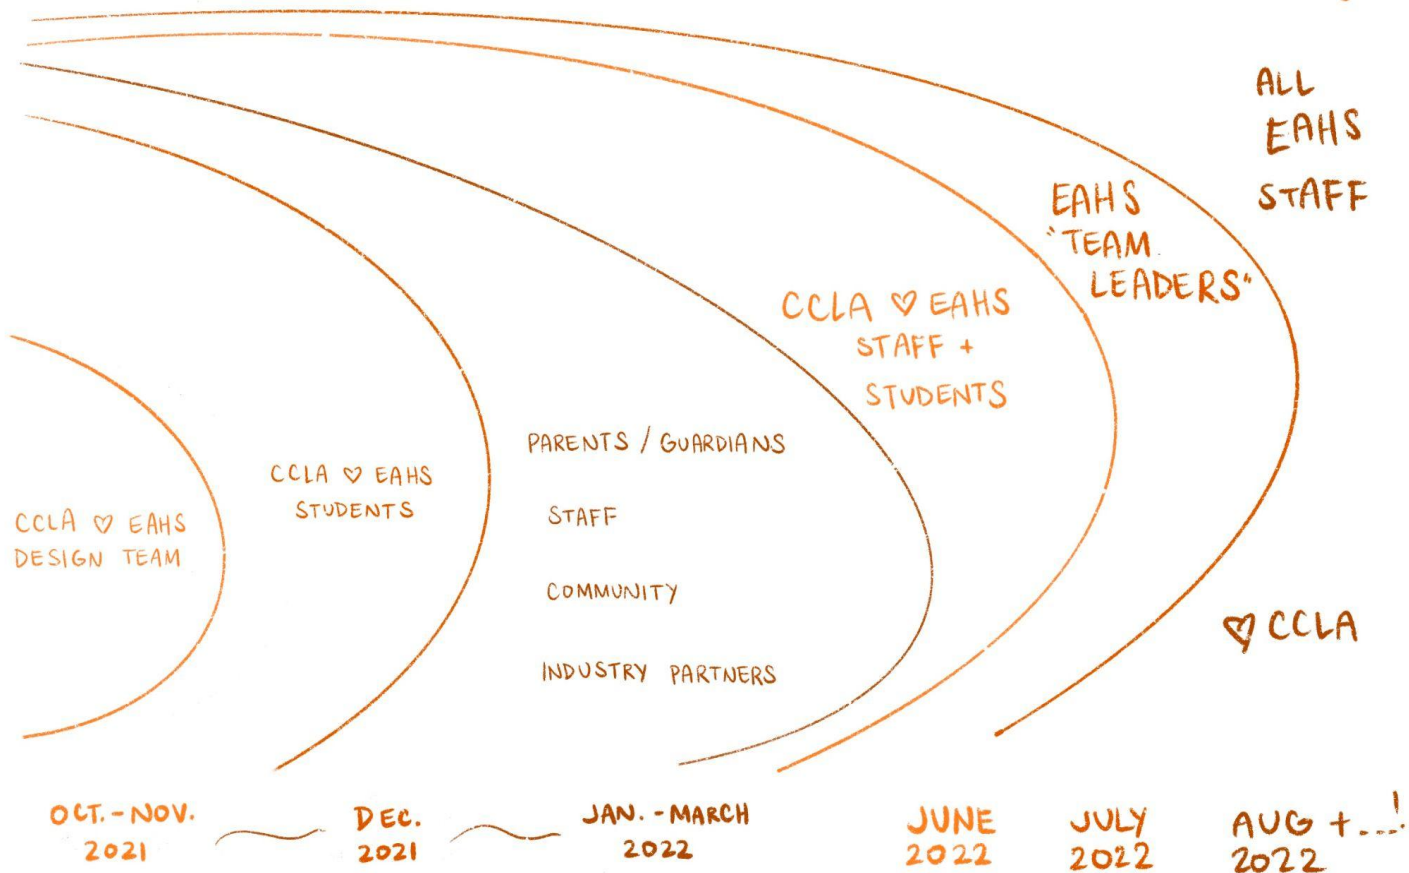 ALL
EAHS
STAFF
EAHS
"TEAM
LEADERS"
CCLA ♡ EAHS
STAFF +
STUDENTS
PARENTS / GUARDIANS
CCLA ♡ EAHS
STUDENTS
STAFF
CCLA ♡ EAHS
DESIGN TEAM
COMMUNITY
♡ CCLA
INDUSTRY PARTNERS
OCT. - NOV.
2021
DEC.
2021
JAN. - MARCH
2022
JUNE
2022
JULY
2022
AUG + ...!
2022